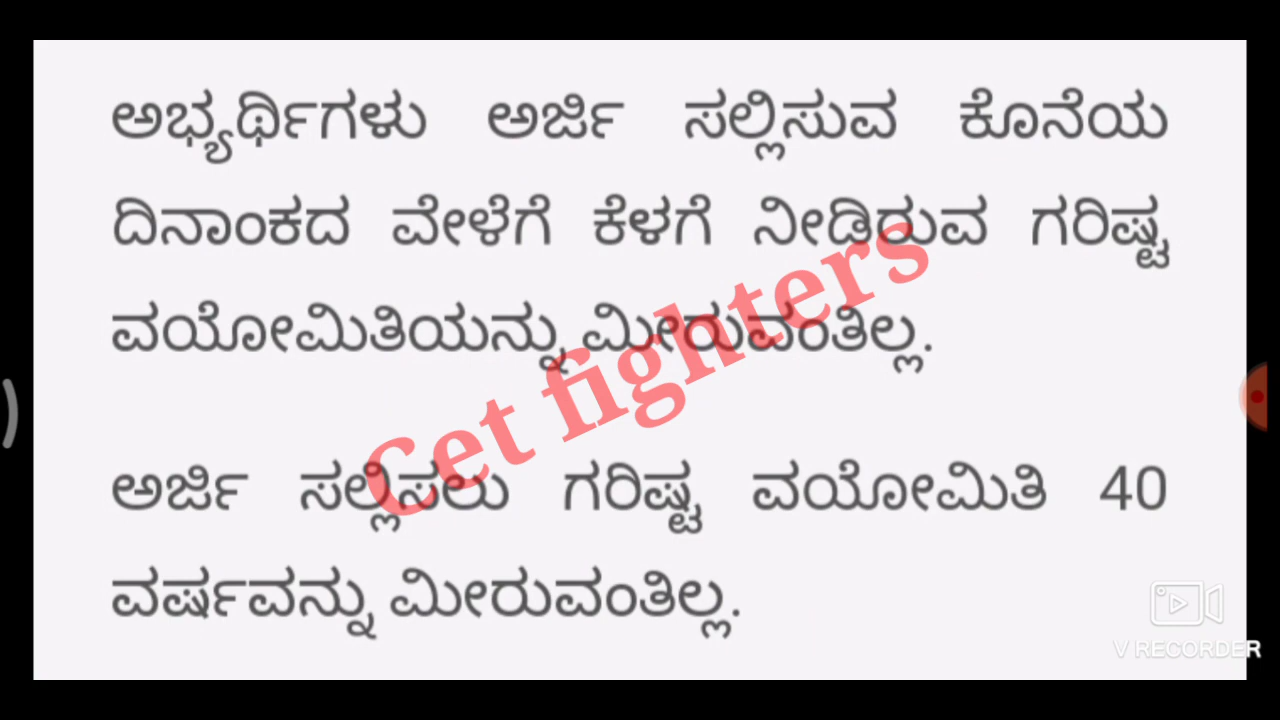 ಅಭ್ಯರ್ಥಿಗಳು ಅರ್ಜಿ ಸಲ್ಲಿಸುವ ಕೊನೆಯ
ದಿನಾಂಕದ ವೇಳೆಗೆ ಕೆಳಗೆ ನೀಡಿರುವ ಗರಿಷ್ಟ
ವಯೋಮಿತಿಯನ್ನು ಮೀರುವಂತಿಲ್ಲ.
Cet fighters
ಅರ್ಜಿ ಸಲ್ಲಿಸಲು ಗರಿಷ್ಟ ವಯೋಮಿತಿ 40
ವರ್ಷವನ್ನು ಮೀರುವಂತಿಲ್ಲ.
V RECORDER